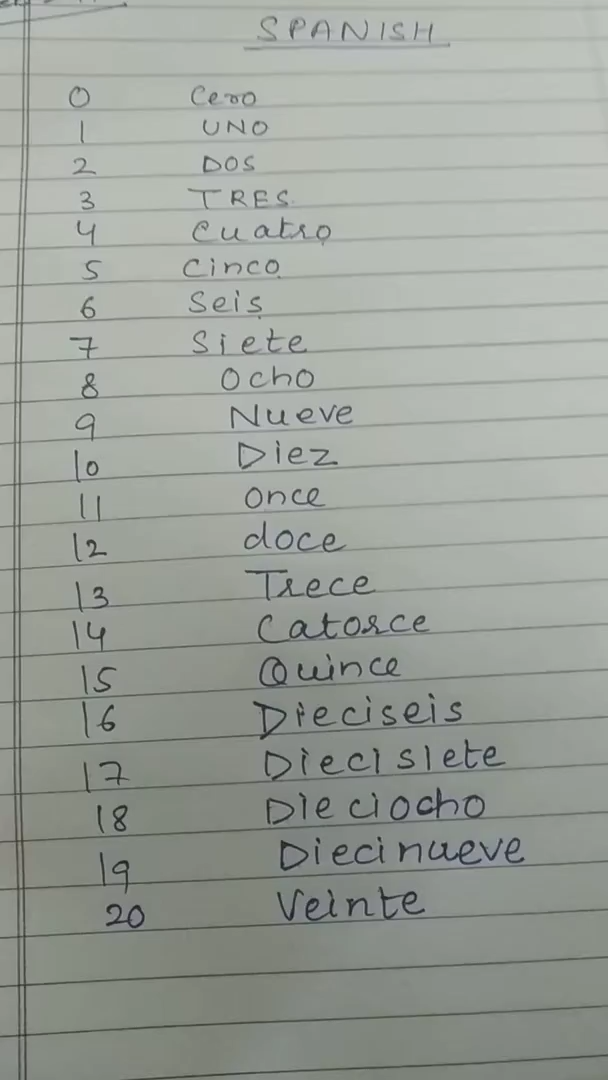 SPANISH
0 Cero
1 UNO
2 DOS
3 TRES.
4 Cuatro
5 Cinco
6 Seis
7 Siete
8 Ocho
9 Nueve
10 Diez
11 once
12 doce
13 Trece
14 Catorce
15 Quince
16 Dieciseis
17 Diecisiete
18 Dieciocho
19 Diecinueve
20 Veinte